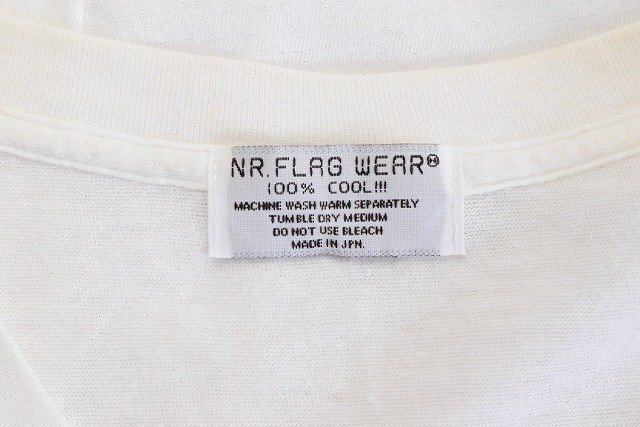 NR. FLAG WEAR®
100% COOL!!!
MACHINE WASH WARM SEPARATELY
TUMBLE DRY MEDIUM
DO NOT USE BLEACH
MADE IN JPN.